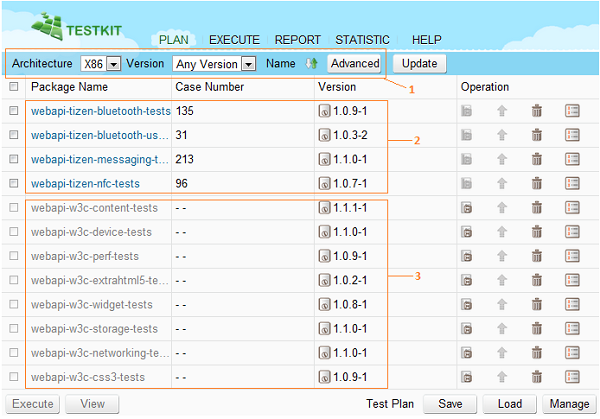 TESTKIT
PLAN EXECUTE REPORT STATISTIC HELP
Architecture X86 Version Any Version Name Advanced Update
1
Package Name Case Number Version Operation
webapi-tizen-bluetooth-tests 135 1.0.9-1
webapi-tizen-bluetooth-us... 31 1.0.3-2
2
webapi-tizen-messaging-t... 213 1.1.0-1
webapi-tizen-nfc-tests 96 1.0.7-1
webapi-w3c-content-tests - - 1.1.1-1
webapi-w3c-device-tests - - 1.1.0-1
webapi-w3c-perf-tests - - 1.0.9-1
webapi-w3c-extrahtml5-te... - - 1.0.2-1
3
webapi-w3c-widget-tests - - 1.0.8-1
webapi-w3c-storage-tests - - 1.1.0-1
webapi-w3c-networking-te... - - 1.1.0-1
webapi-w3c-css3-tests - - 1.0.9-1
Execute View Test Plan Save Load Manage